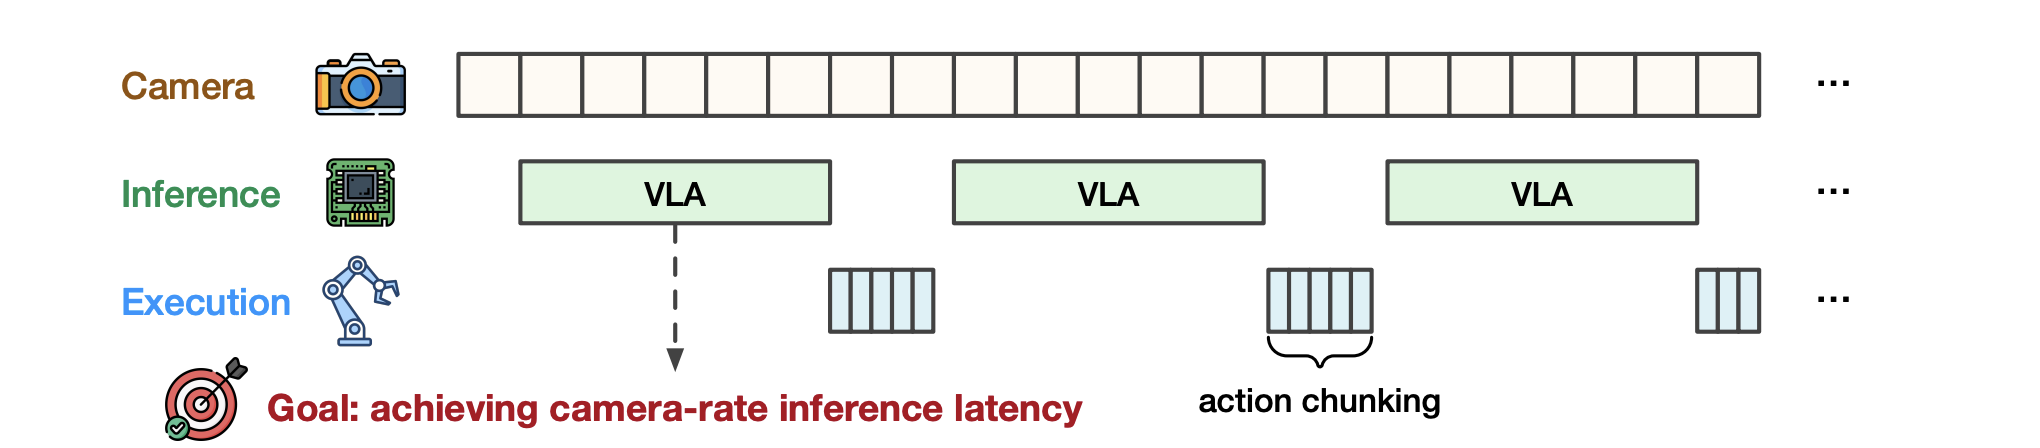 Camera
...
Inference
VLA
VLA
VLA
...
Execution
...
action chunking
Goal: achieving camera-rate inference latency